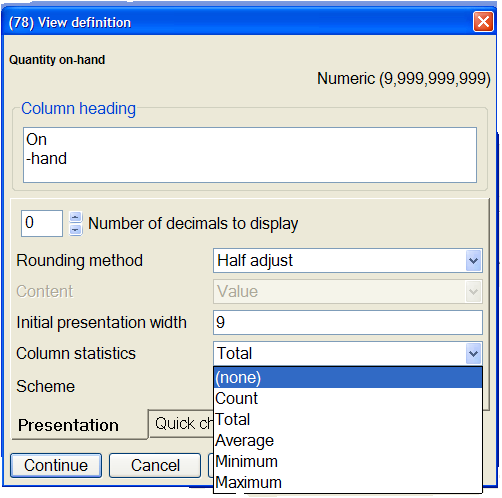 (78) View definition
Quantity on-hand
Numeric (9,999,999,999)
Column heading
On
-hand
0 Number of decimals to display
Rounding method Half adjust
Content Value
Initial presentation width 9
Column statistics Total
(none)
Scheme
Count
Total
Presentation Quick ch
Average
Minimum
Continue Cancel
Maximum